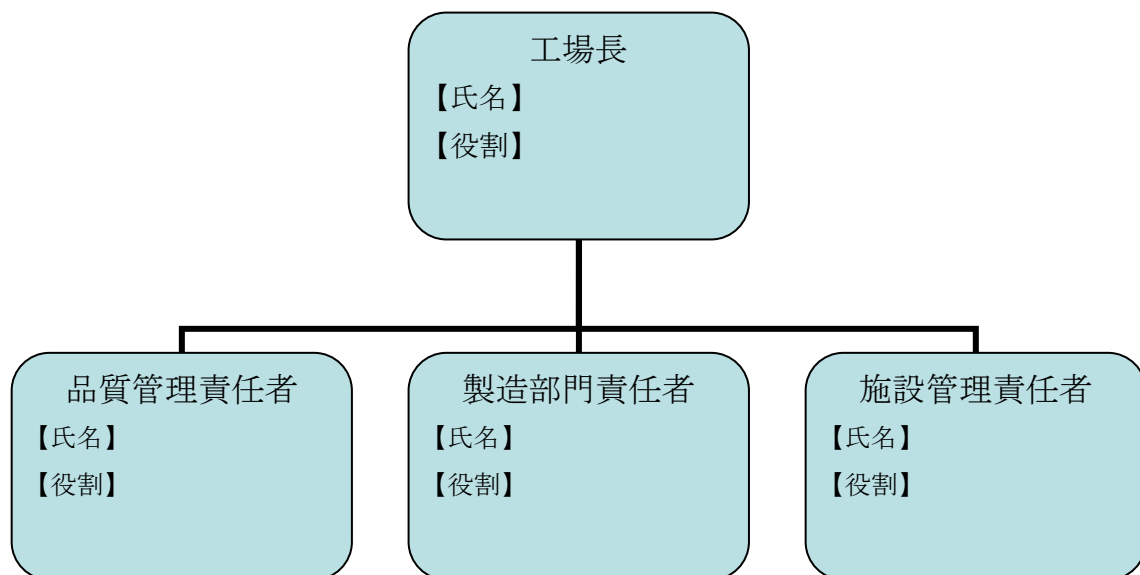 工場長
【氏名】
【役割】
品質管理責任者
【氏名】
【役割】
製造部門責任者
【氏名】
【役割】
施設管理責任者
【氏名】
【役割】